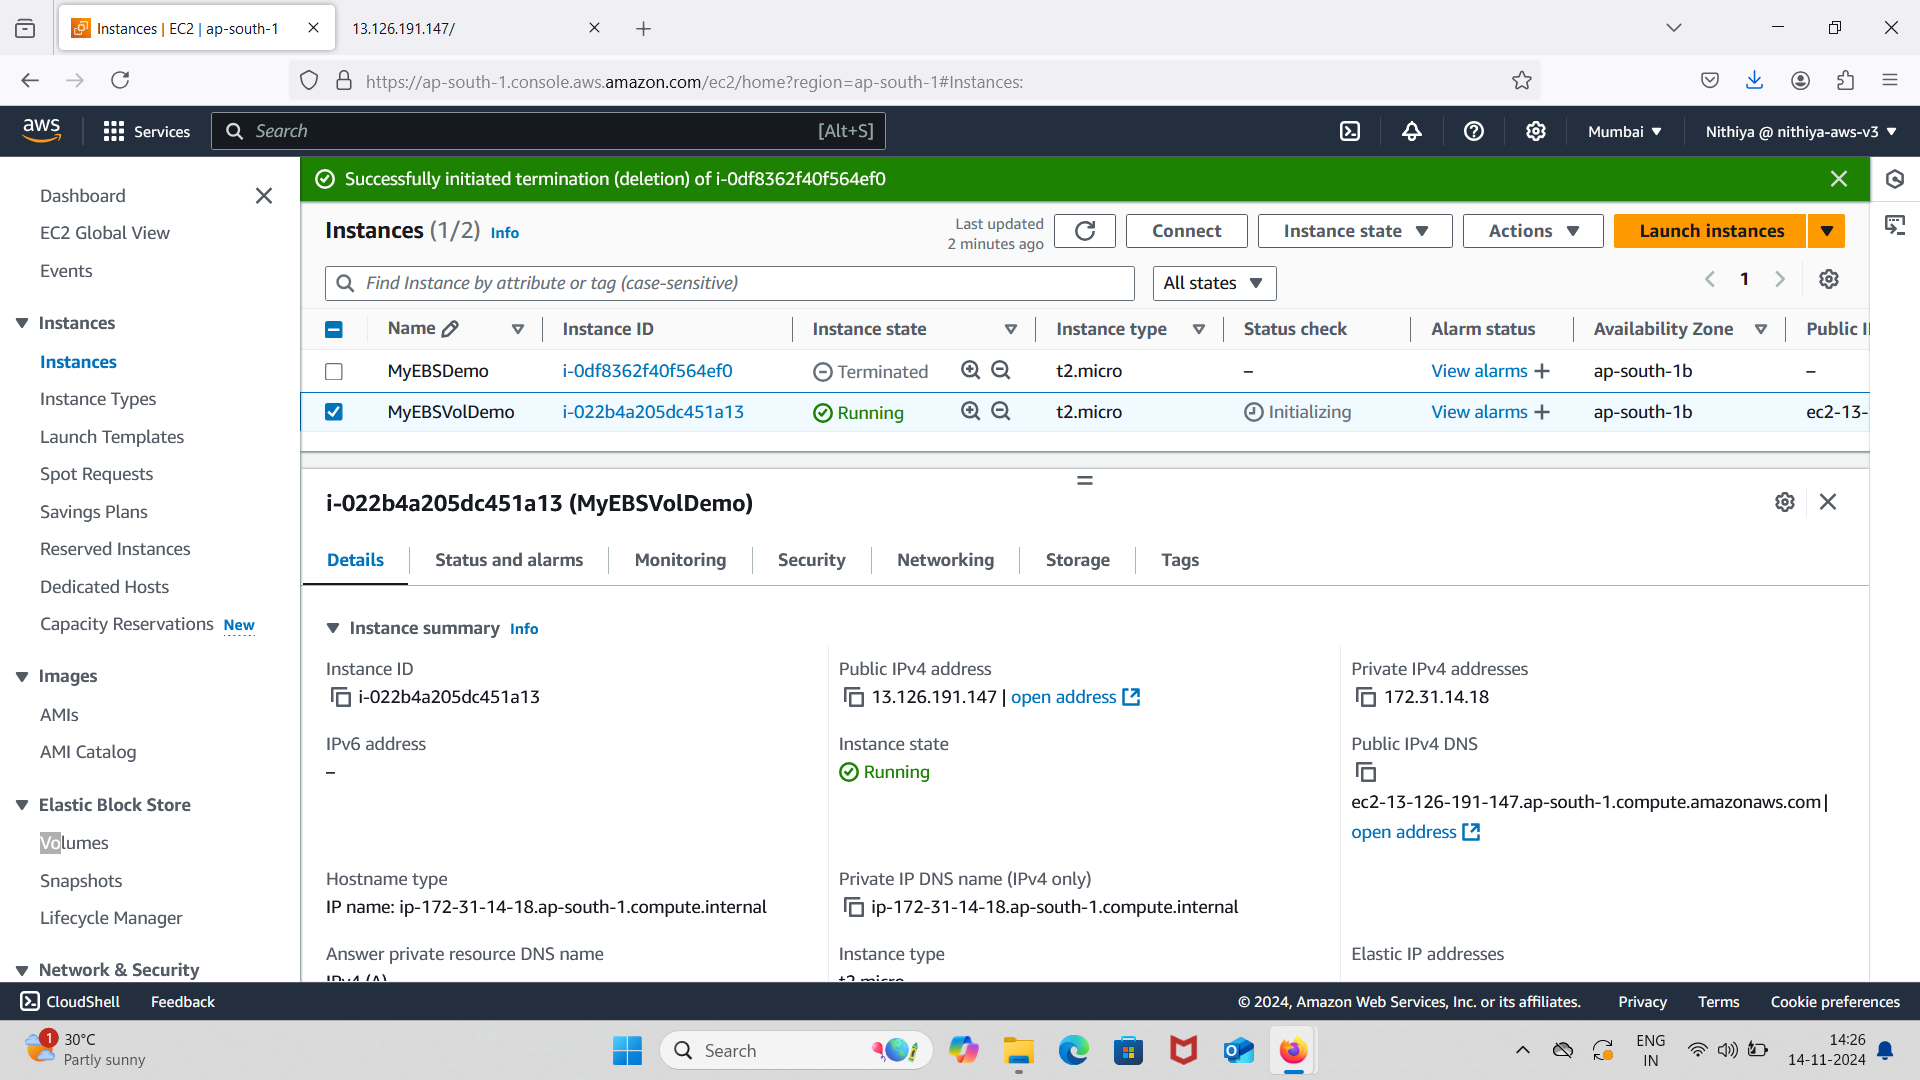 Instances | EC2 | ap-south-1
13.126.191.147/
https://ap-south-1.console.aws.amazon.com/ec2/home?region=ap-south-1#Instances:
aws
Services
Search
[Alt+S]
Mumbai
Nithiya @ nithiya-aws-v3
Dashboard
EC2 Global View
Events
Instances
Instances
Instance Types
Launch Templates
Spot Requests
Savings Plans
Reserved Instances
Dedicated Hosts
Capacity Reservations New
Images
AMIs
AMI Catalog
Elastic Block Store
Volumes
Snapshots
Lifecycle Manager
Network & Security
Successfully initiated termination (deletion) of i-0df8362f40f564ef0
Instances (1/2) Info
Last updated
2 minutes ago
Connect
Instance state
Actions
Launch instances
Find Instance by attribute or tag (case-sensitive)
All states
1
Name Instance ID Instance state Instance type Status check Alarm status Availability Zone Public I
MyEBSDemo i-0df8362f40f564ef0 Terminated t2.micro – View alarms + ap-south-1b –
MyEBSVolDemo i-022b4a205dc451a13 Running t2.micro Initializing View alarms + ap-south-1b ec2-13-
i-022b4a205dc451a13 (MyEBSVolDemo)
Details Status and alarms Monitoring Security Networking Storage Tags
Instance summary Info
Instance ID
i-022b4a205dc451a13
Public IPv4 address
13.126.191.147 | open address
Private IPv4 addresses
172.31.14.18
IPv6 address
–
Instance state
Running
Public IPv4 DNS
ec2-13-126-191-147.ap-south-1.compute.amazonaws.com |
open address
Hostname type
IP name: ip-172-31-14-18.ap-south-1.compute.internal
Private IP DNS name (IPv4 only)
ip-172-31-14-18.ap-south-1.compute.internal
Answer private resource DNS name
IPv4 (A)
Instance type
t2.micro
Elastic IP addresses
CloudShell
Feedback
© 2024, Amazon Web Services, Inc. or its affiliates.
Privacy
Terms
Cookie preferences
1
30°C
Partly sunny
Search
ENG
IN
14:26
14-11-2024